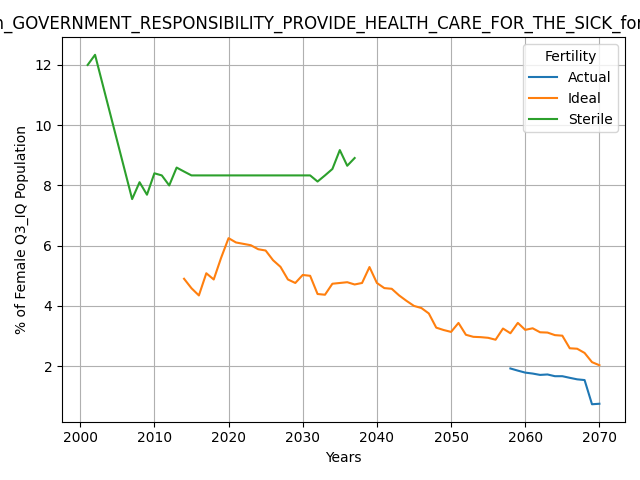 n_GOVERNMENT_RESPONSIBILITY_PROVIDE_HEALTH_CARE_FOR_THE_SICK_for
Fertility
Actual
Ideal
Sterile
% of Female Q3_IQ Population
12
10
8
6
4
2
2000 2010 2020 2030 2040 2050 2060 2070
Years